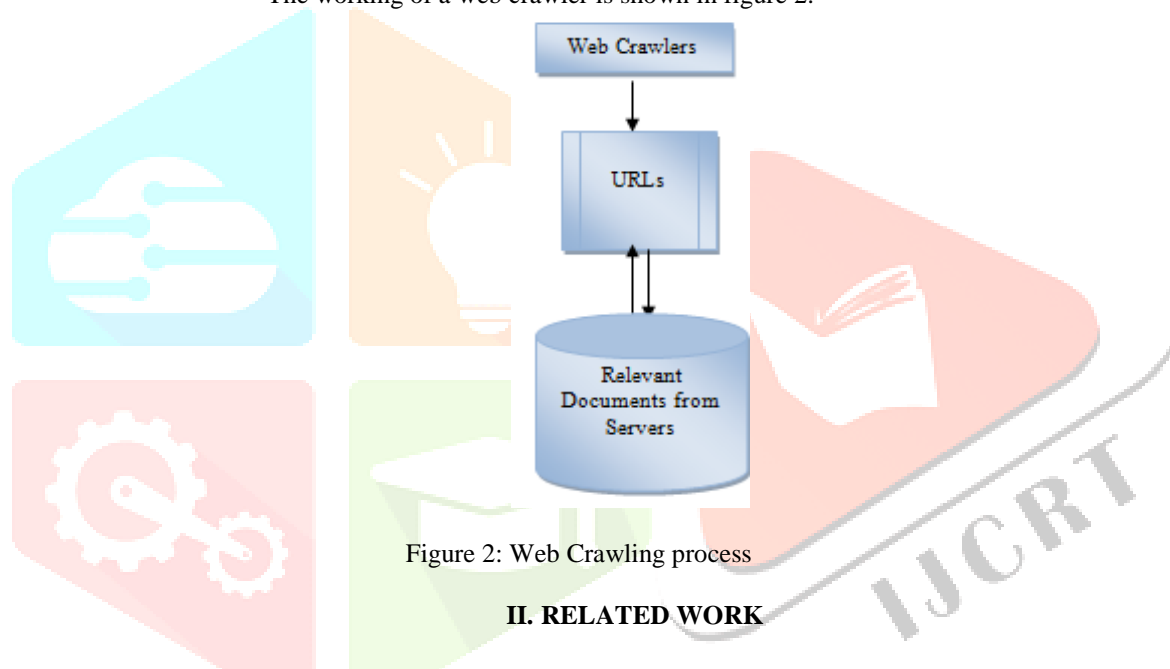 The working of a web crawler is shown in figure 2.
Web Crawlers
URLs
Relevant
Documents from
Servers
Figure 2: Web Crawling process
II. RELATED WORK
IJCRT